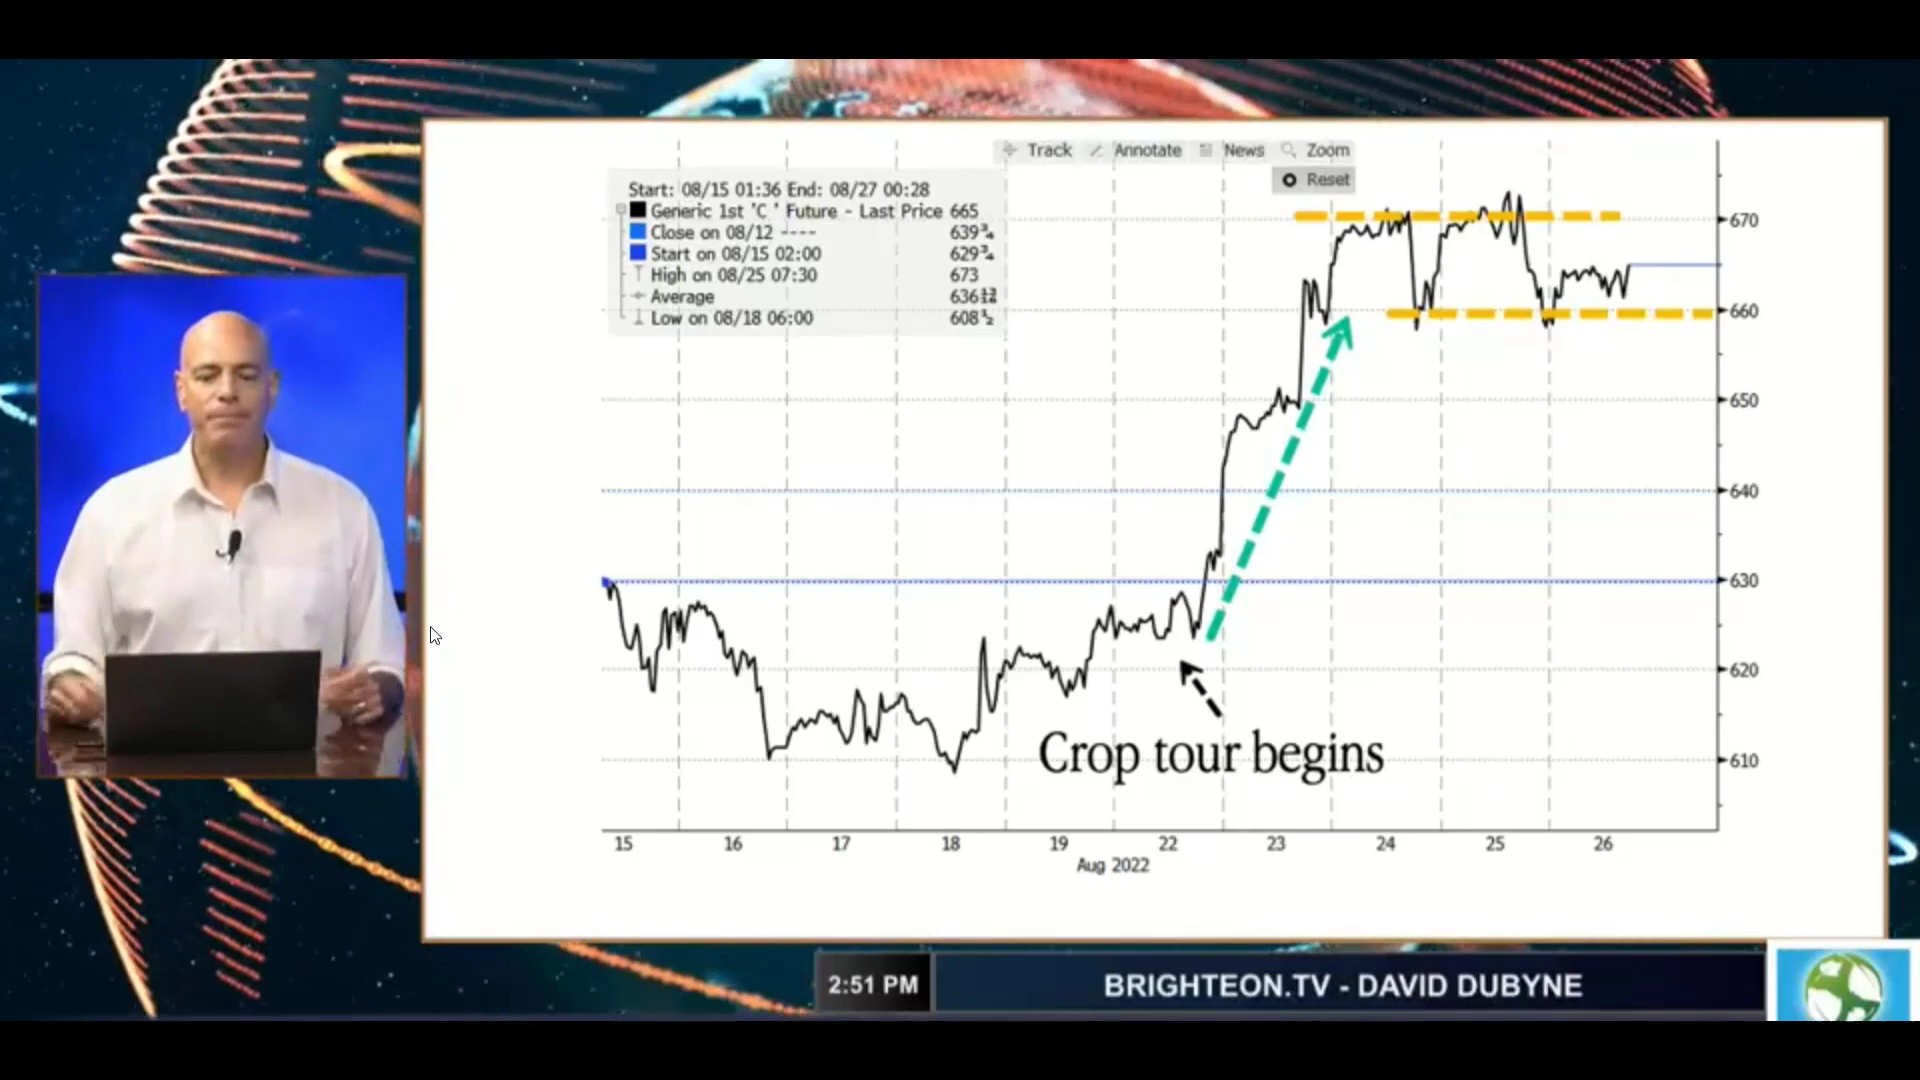 Track Annotate News Zoom
Reset
Start: 08/15 01:36 End: 08/27 00:28
Generic 1st 'C ' Future - Last Price 665
Close on 08/12 ---- 639¾
Start on 08/15 02:00 629¾
High on 08/25 07:30 673
Average
Low on 08/18 06:00 608½
670
660
650
640
630
620
610
Crop tour begins
15 16 17 18 19 22 23 24 25 26
Aug 2022
2:51 PM
BRIGHTEON.TV - DAVID DUBYNE